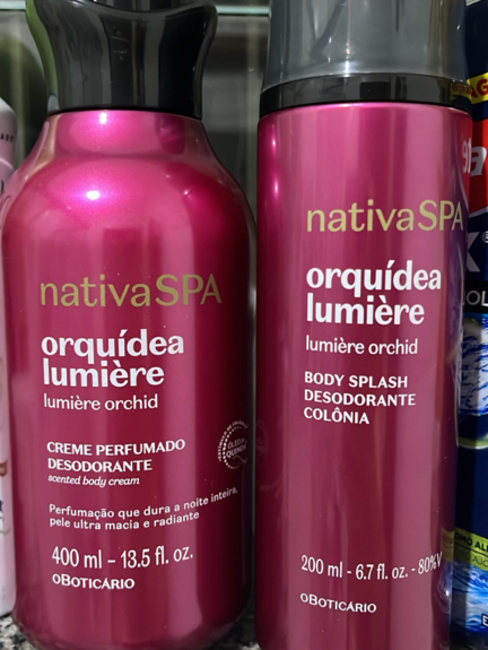 nativaSPA
orquídea
lumière
lumière orchid
CREME PERFUMADO
DESODORANTE
scented body cream
Perfumação que dura a noite inteira,
pele ultra macia e radiante
400 ml – 13.5 fl. oz.
oBOTICÁRIO
nativaSPA
orquídea
lumière
lumière orchid
BODY SPLASH
DESODORANTE
COLÔNIA
200 ml - 6.7 fl. oz. - 80%V
oBOTICÁRIO